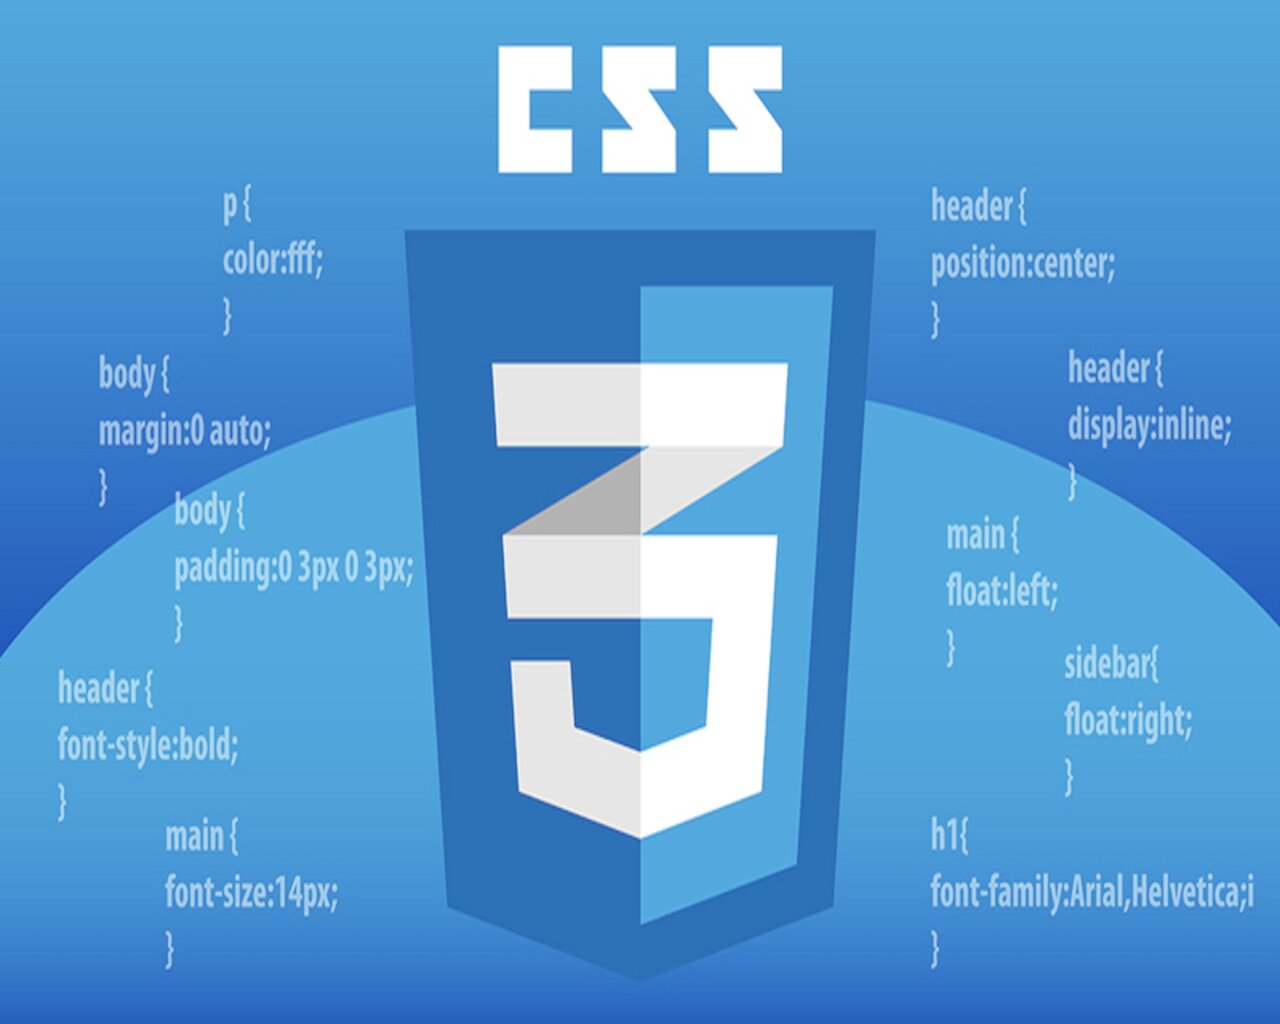 CSS
3
p {
color:fff;
}
body {
margin:0 auto;
}
body {
padding:0 3px 0 3px;
}
header {
font-style:bold;
}
main {
font-size:14px;
}
header {
position:center;
}
header {
display:inline;
}
main {
float:left;
}
sidebar{
float:right;
}
h1{
font-family:Arial,Helvetica;i
}